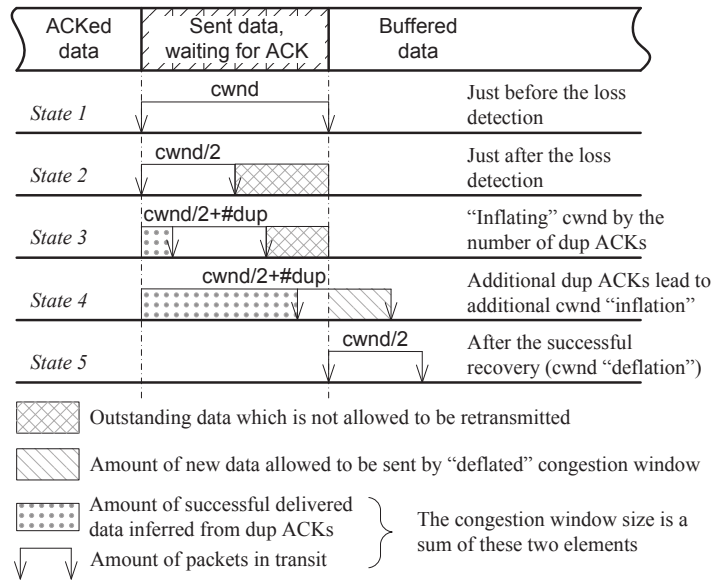 ACKed data
Sent data, waiting for ACK
Buffered data
State 1
cwnd
Just before the loss detection
State 2
cwnd/2
Just after the loss detection
State 3
cwnd/2+#dup
“Inflating” cwnd by the number of dup ACKs
State 4
cwnd/2+#dup
Additional dup ACKs lead to additional cwnd “inflation”
State 5
cwnd/2
After the successful recovery (cwnd “deflation”)
Outstanding data which is not allowed to be retransmitted
Amount of new data allowed to be sent by “deflated” congestion window
Amount of successful delivered data inferred from dup ACKs
Amount of packets in transit
The congestion window size is a sum of these two elements